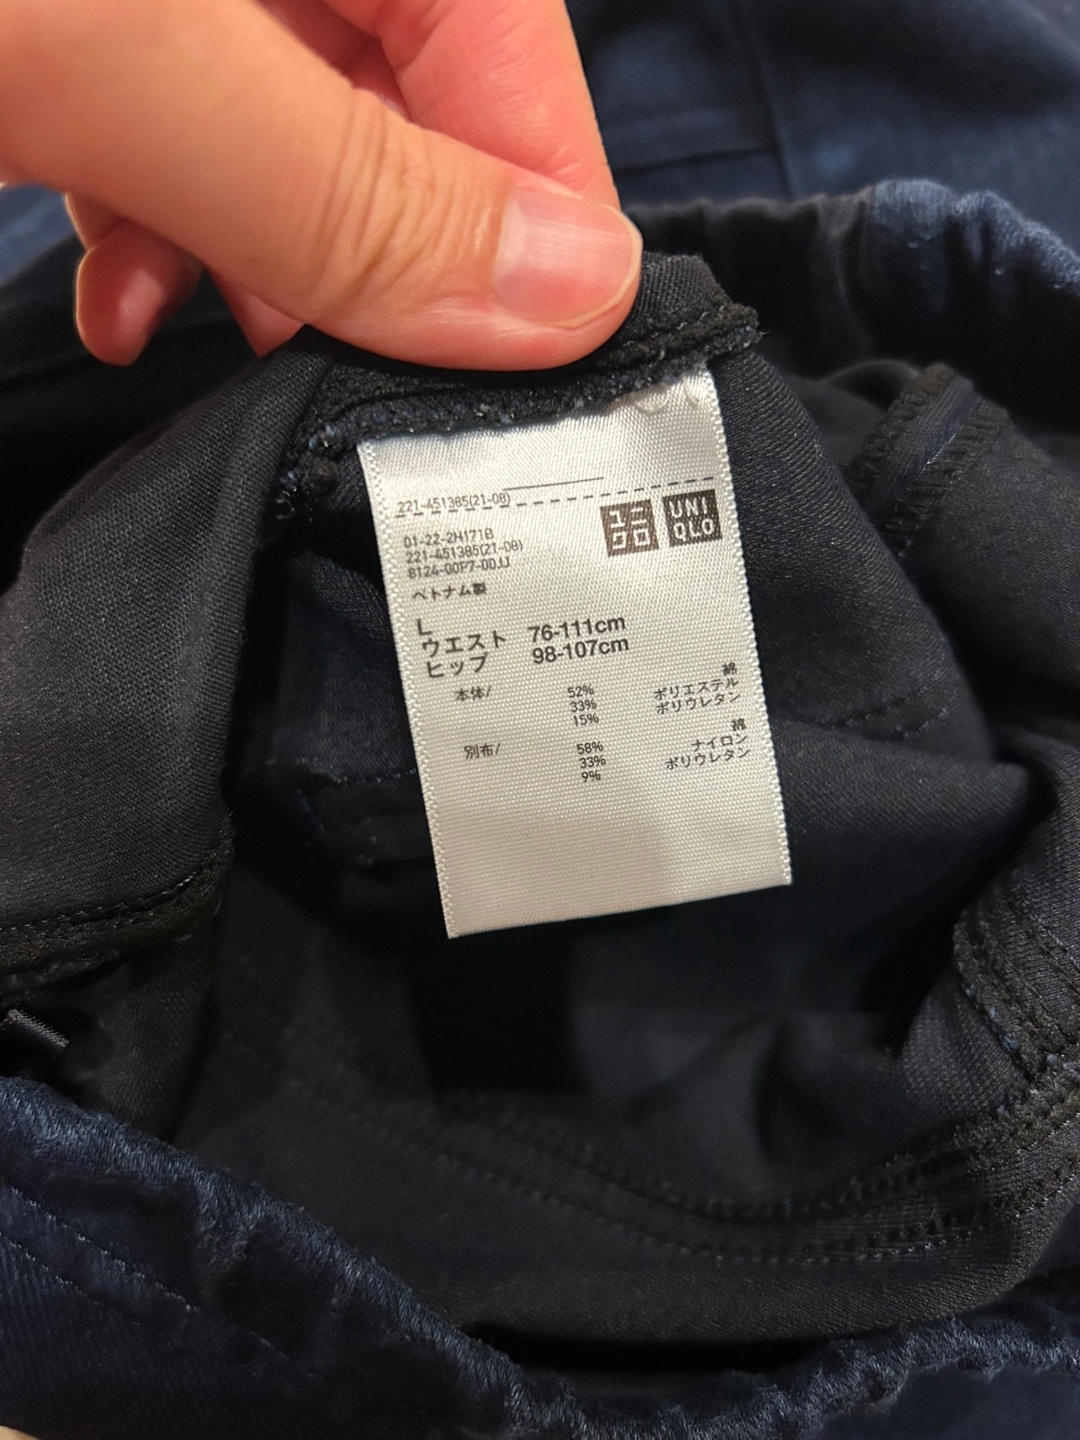 221-451385(21-08)
ユニ
クロ
UNI
QLO
01-22-2H171B
221-451385(21-08)
8124-00F7-00JJ
ベトナム製
L
ウエスト 76-111cm
ヒップ 98-107cm
本体/ 52% 綿
33% ポリエステル
15% ポリウレタン
別布/ 58% 綿
33% ナイロン
9% ポリウレタン